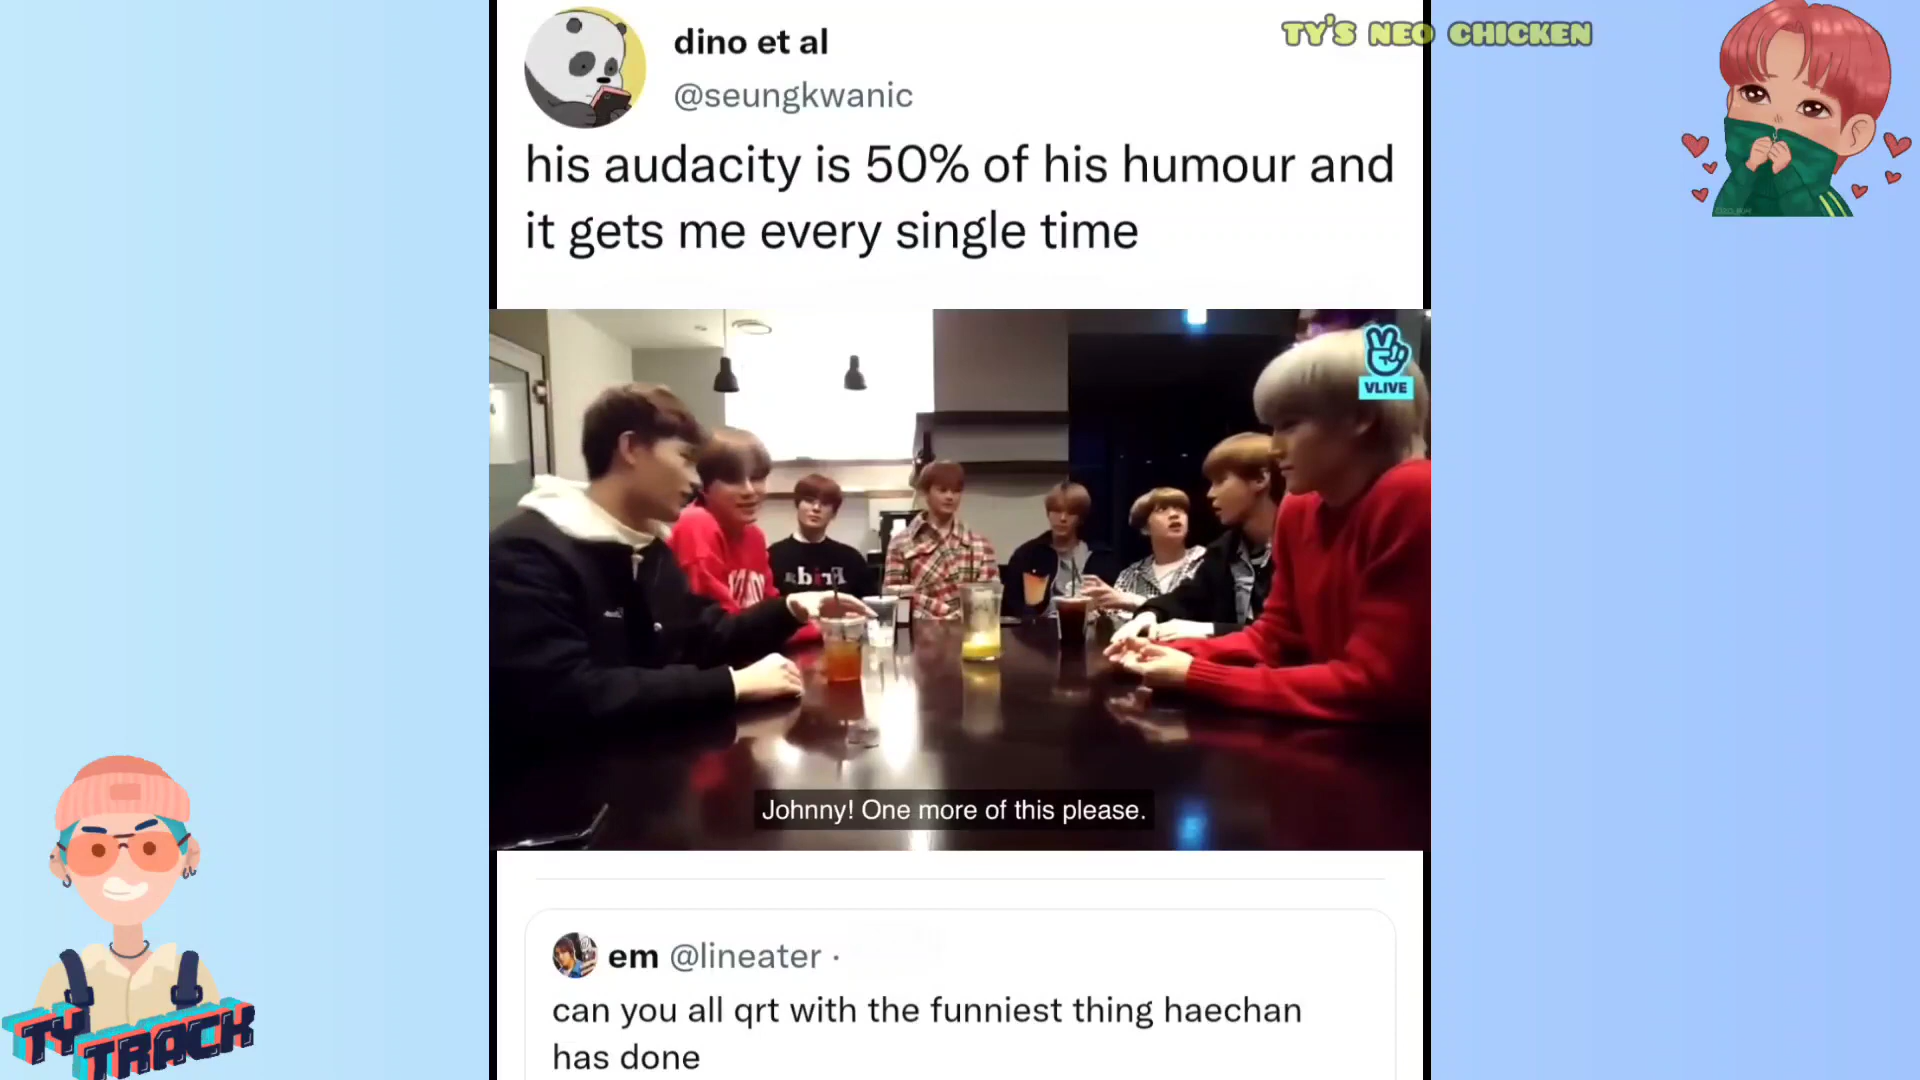 dino et al
@seungkwanic
TY'S NEO CHICKEN
his audacity is 50% of his humour and
it gets me every single time
VLIVE
Johnny! One more of this please.
em @lineater ·
can you all qrt with the funniest thing haechan
has done
TY
TRACK